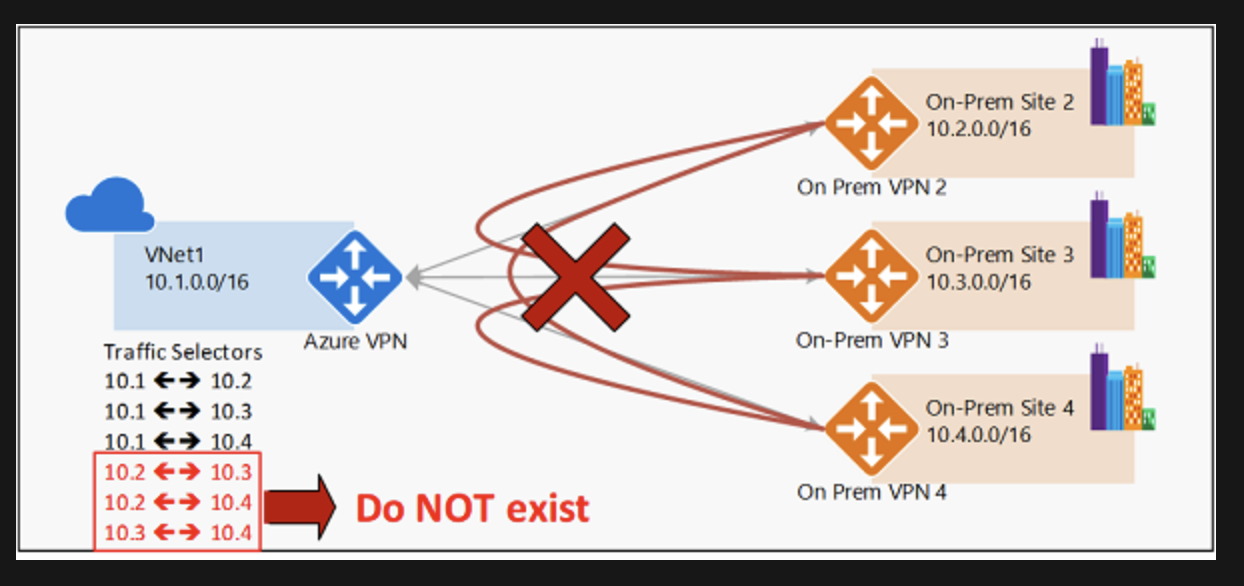 On-Prem Site 2
10.2.0.0/16
On Prem VPN 2
VNet1
10.1.0.0/16
Azure VPN
On-Prem Site 3
10.3.0.0/16
On-Prem VPN 3
Traffic Selectors
10.1 ←→ 10.2
10.1 ←→ 10.3
10.1 ←→ 10.4
10.2 ←→ 10.3
10.2 ←→ 10.4
10.3 ←→ 10.4
Do NOT exist
On-Prem Site 4
10.4.0.0/16
On Prem VPN 4